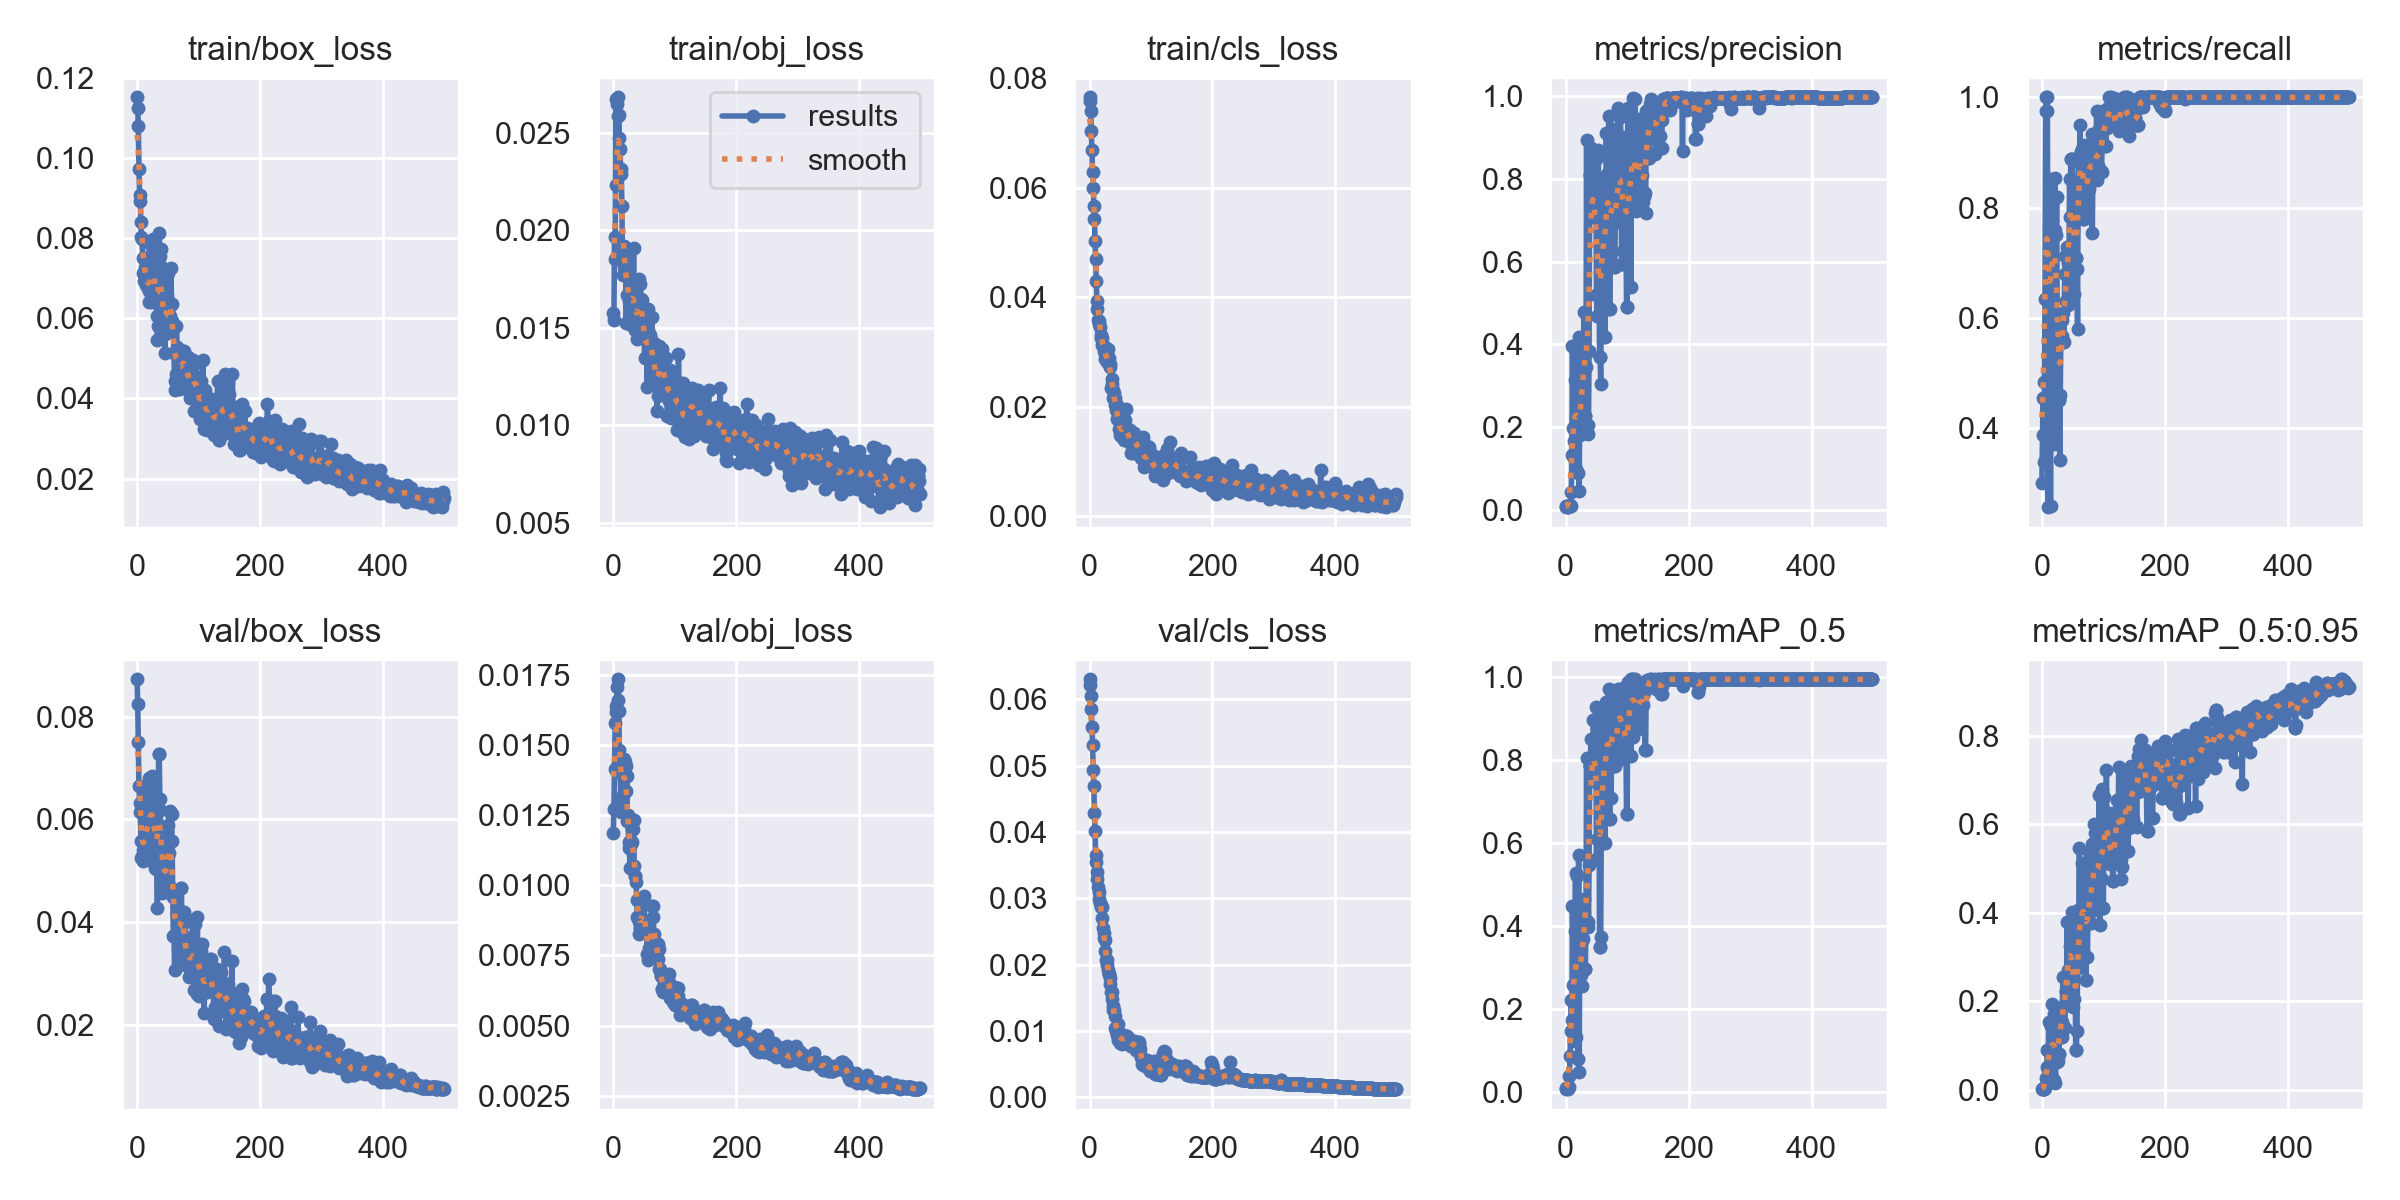 train/box_loss
0.12
0.10
0.08
0.06
0.04
0.02
0 200 400
train/obj_loss
results
smooth
0.025
0.020
0.015
0.010
0.005
0 200 400
train/cls_loss
0.08
0.06
0.04
0.02
0.00
0 200 400
metrics/precision
1.0
0.8
0.6
0.4
0.2
0.0
0 200 400
metrics/recall
1.0
0.8
0.6
0.4
0 200 400
val/box_loss
0.08
0.06
0.04
0.02
0 200 400
val/obj_loss
0.0175
0.0150
0.0125
0.0100
0.0075
0.0050
0.0025
0 200 400
val/cls_loss
0.06
0.05
0.04
0.03
0.02
0.01
0.00
0 200 400
metrics/mAP_0.5
1.0
0.8
0.6
0.4
0.2
0.0
0 200 400
metrics/mAP_0.5:0.95
0.8
0.6
0.4
0.2
0.0
0 200 400